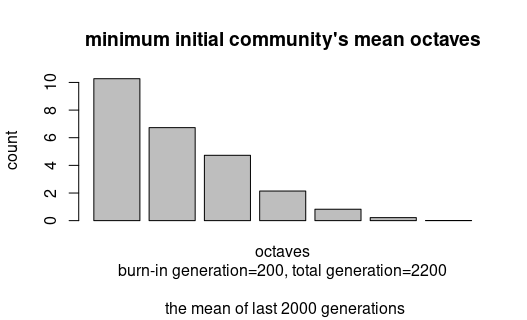 minimum initial community's mean octaves
count
10
8
6
4
2
0
octaves
burn-in generation=200, total generation=2200
the mean of last 2000 generations